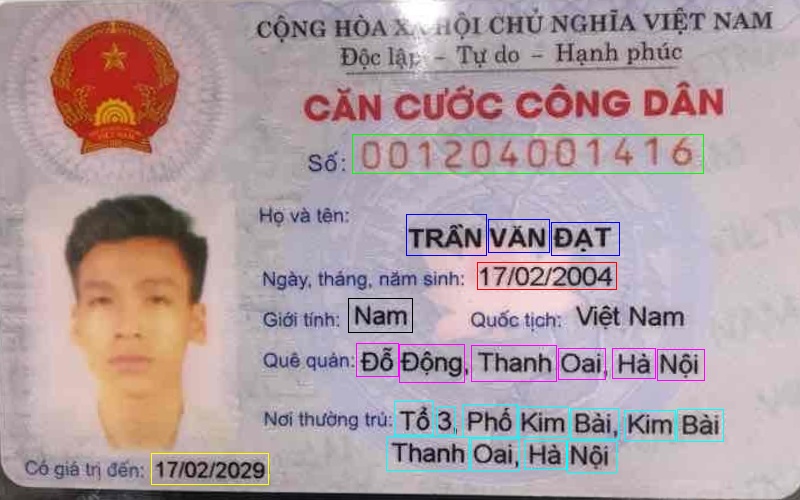 CỘNG HÒA XÃ HỘI CHỦ NGHĨA VIỆT NAM
Độc lập - Tự do - Hạnh phúc
CĂN CƯỚC CÔNG DÂN
Số: 001204001416
Họ và tên:
TRẦN VĂN ĐẠT
Ngày, tháng, năm sinh: 17/02/2004
Giới tính: Nam Quốc tịch: Việt Nam
Quê quán: Đỗ Động, Thanh Oai, Hà Nội
Nơi thường trú: Tổ 3, Phố Kim Bài, Kim Bài
Thanh Oai, Hà Nội
Có giá trị đến: 17/02/2029